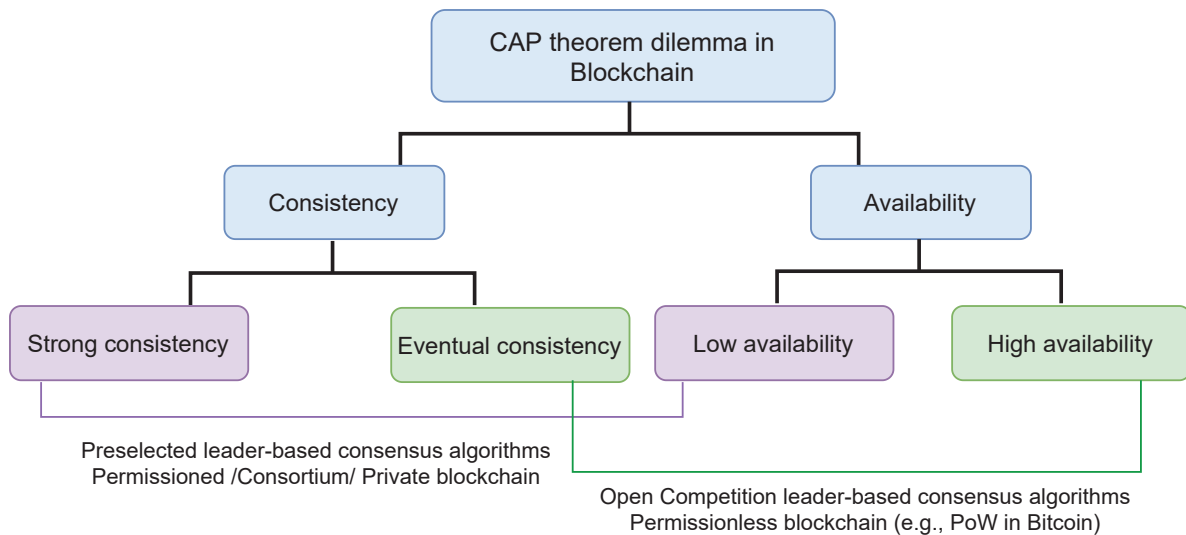 CAP theorem dilemma in
Blockchain
Consistency
Availability
Strong consistency
Eventual consistency
Low availability
High availability
Preselected leader-based consensus algorithms
Permissioned /Consortium/ Private blockchain
Open Competition leader-based consensus algorithms
Permissionless blockchain (e.g., PoW in Bitcoin)